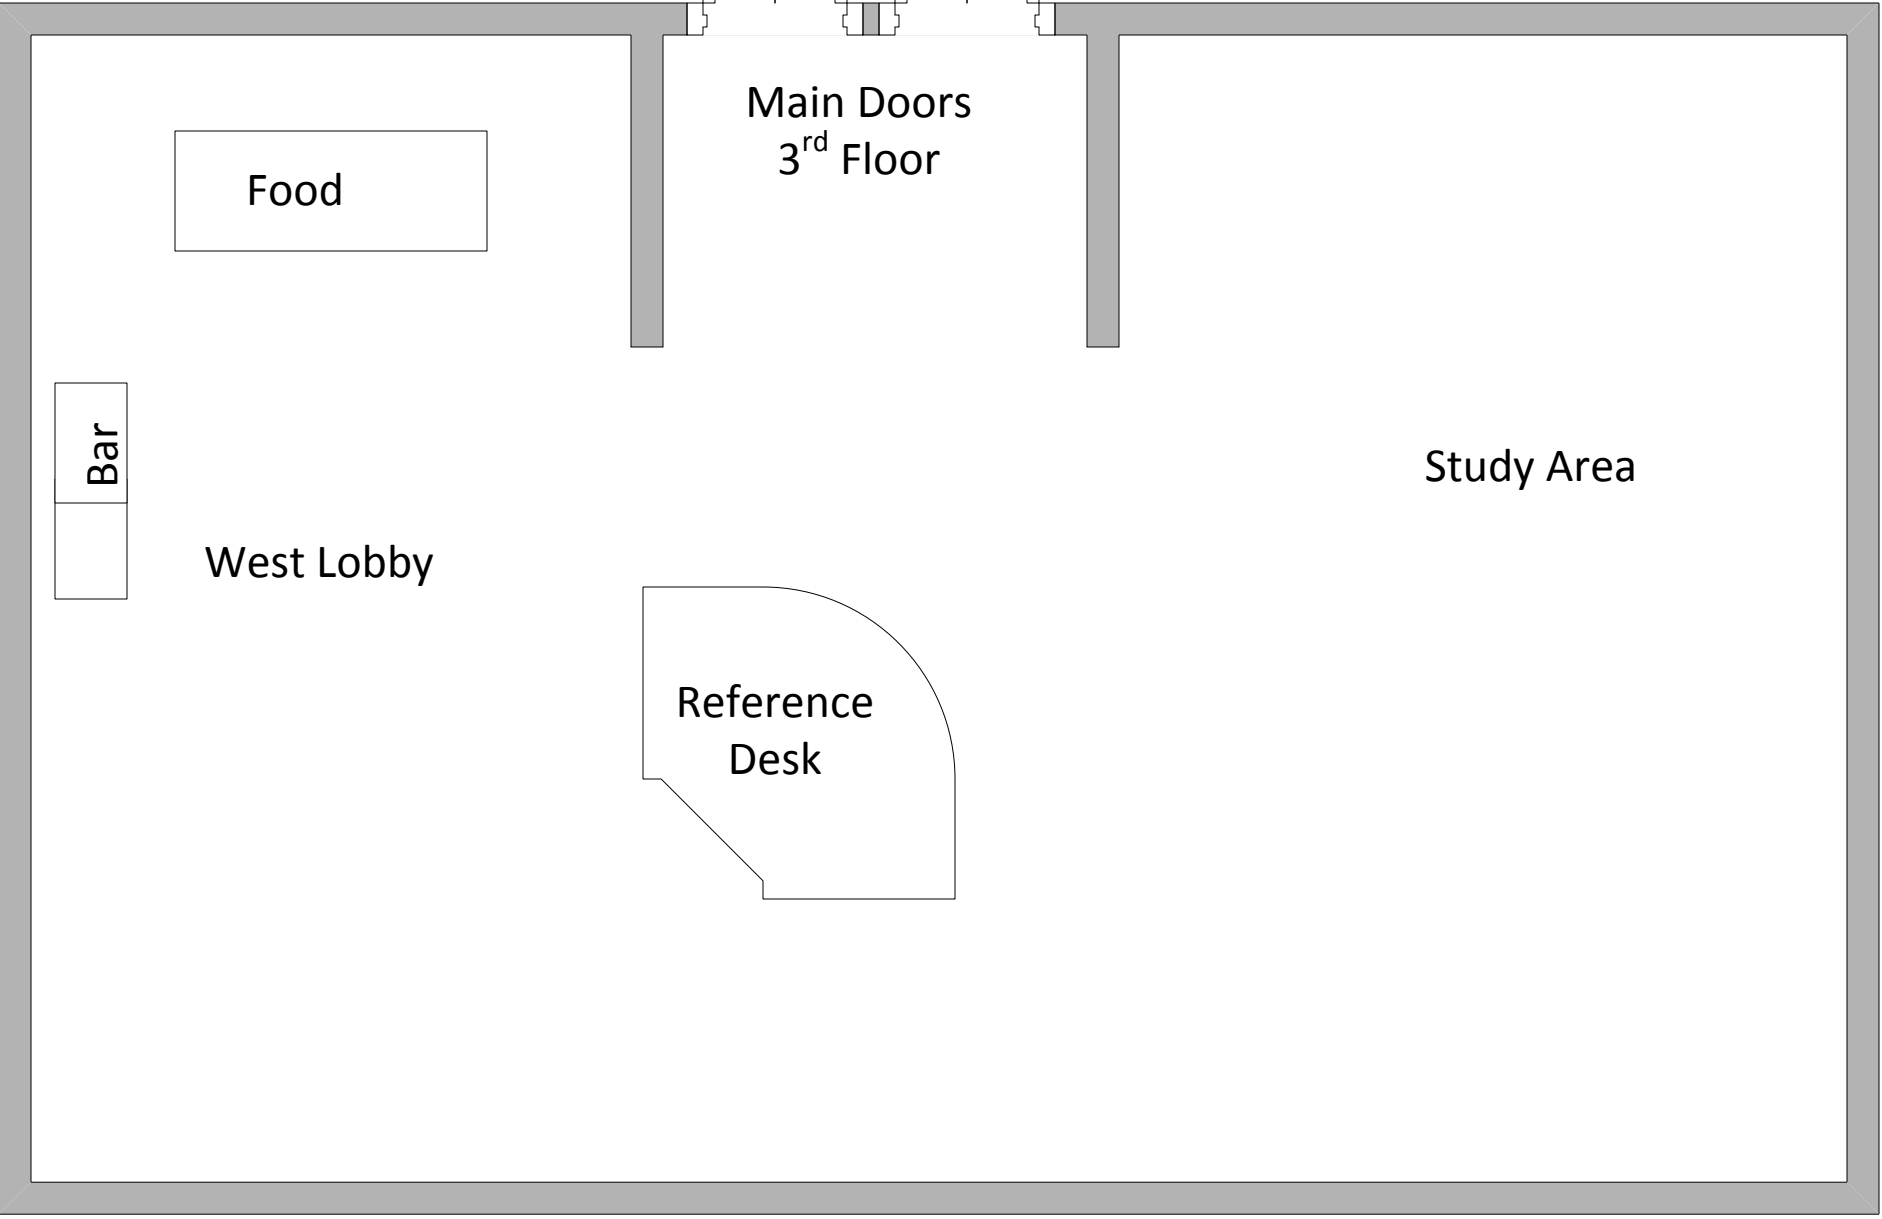 Main Doors
3rd Floor
Food
Bar
Study Area
West Lobby
Reference
Desk